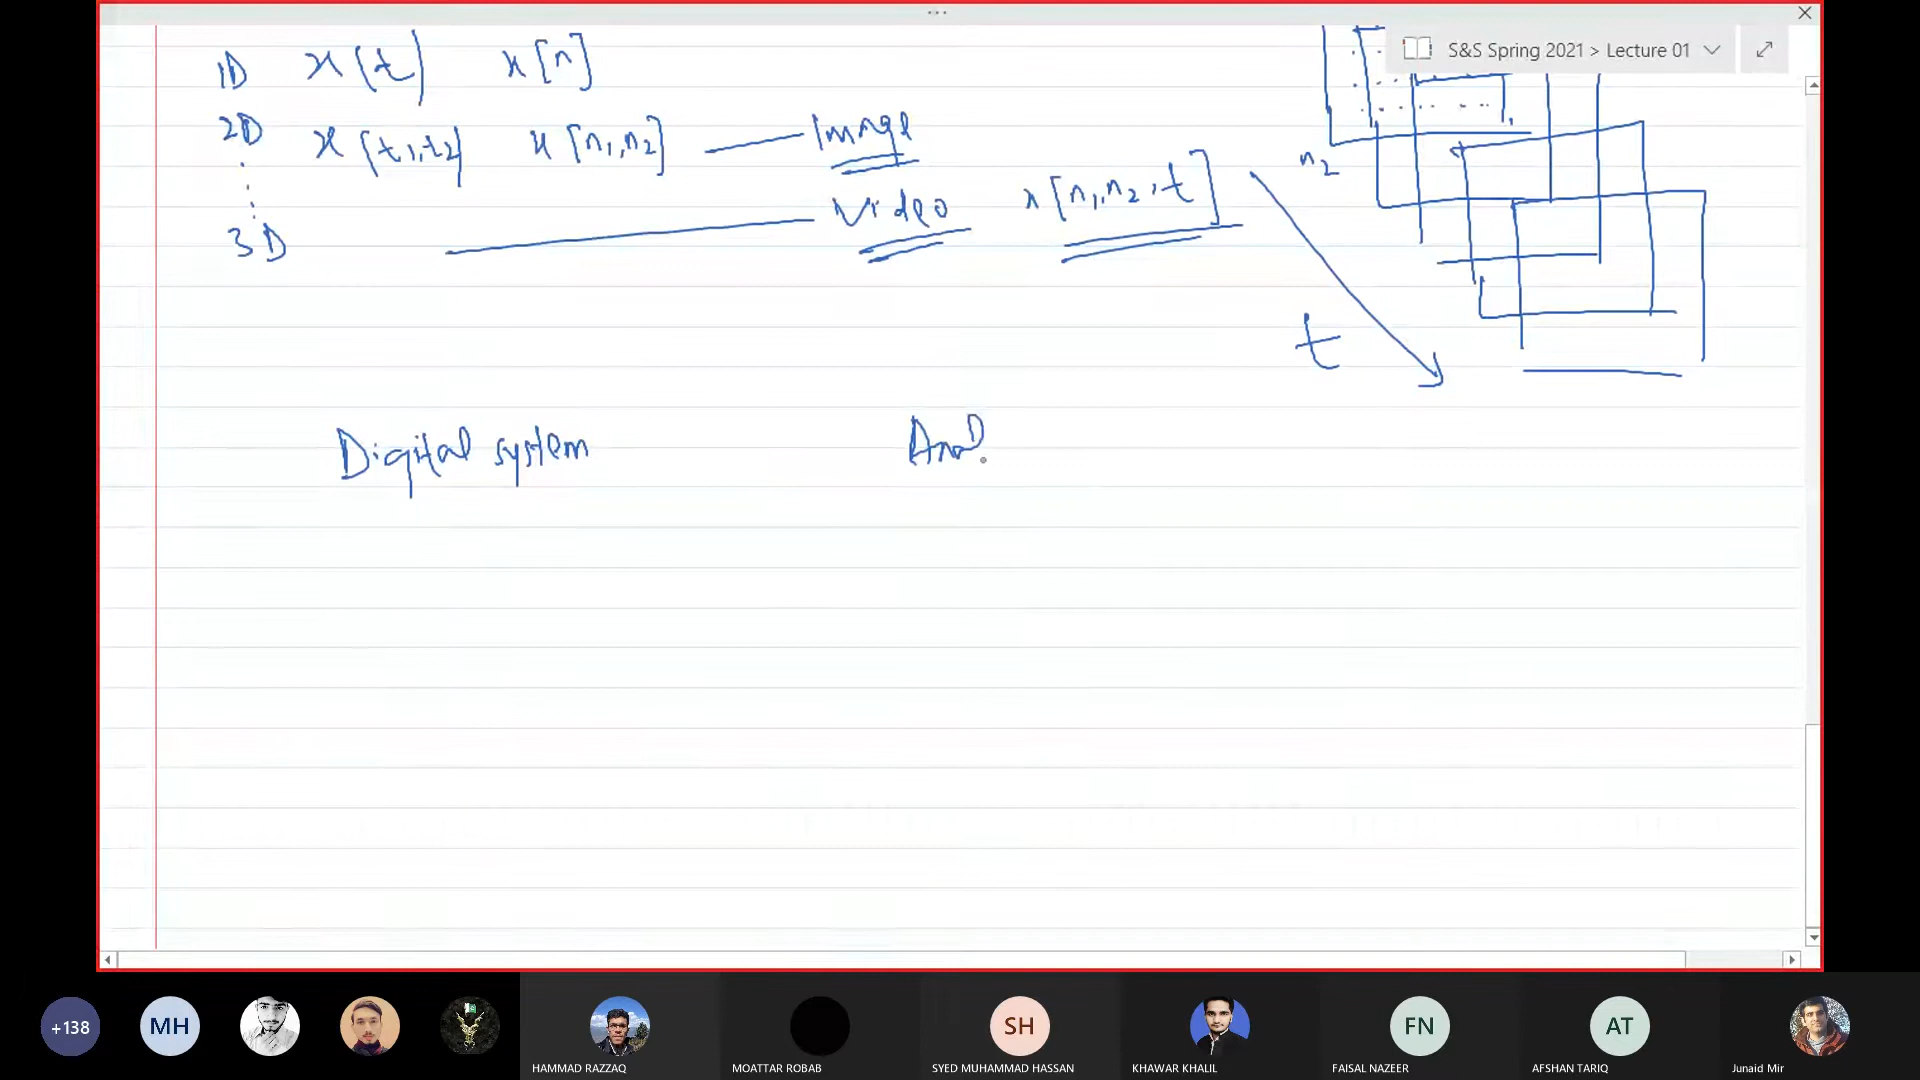 S&S Spring 2021 > Lecture 01
1D x(t) x[n]
2D x(t1,t2) x[n1,n2] Image
n2
3D Video x[n1,n2,t]
t
Digital system
+138
MH
SH
FN
AT
HAMMAD RAZZAQ
MOATTAR ROBAB
SYED MUHAMMAD HASSAN
KHAWAR KHALIL
FAISAL NAZEER
AFSHAN TARIQ
Junaid Mir